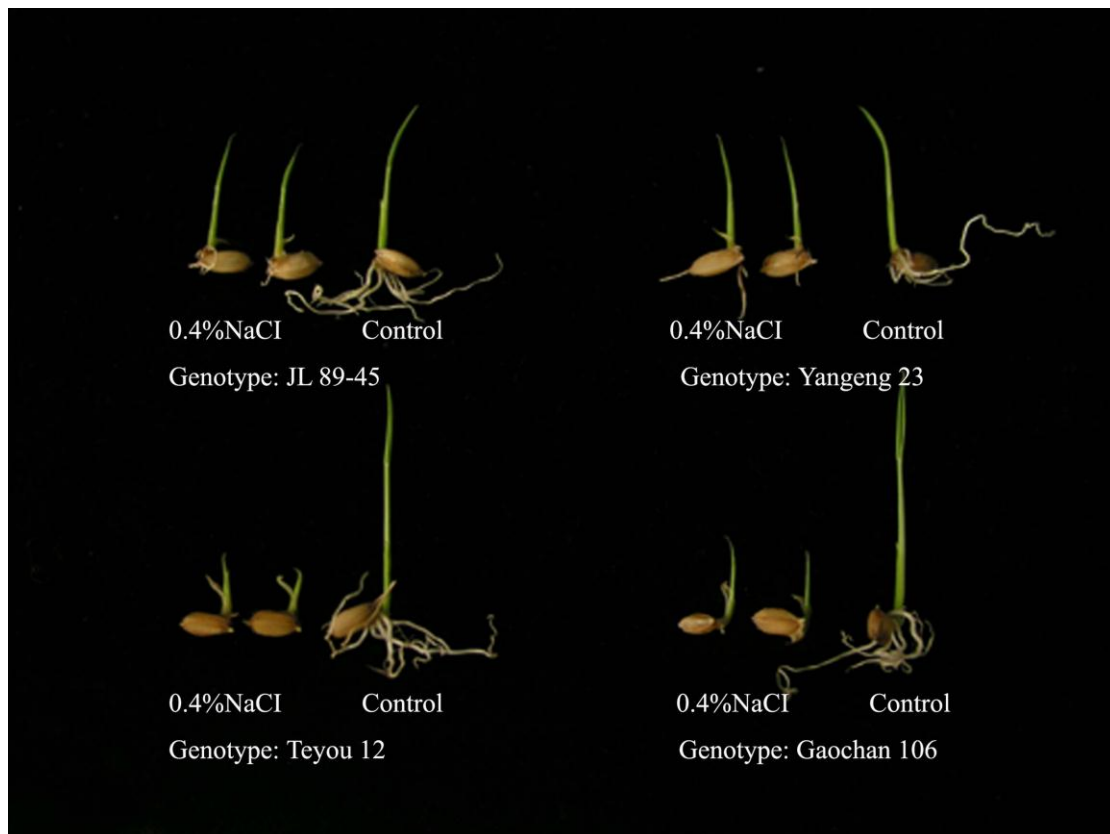 0.4%NaCI Control
0.4%NaCI Control
Genotype: JL 89-45
Genotype: Yangeng 23
0.4%NaCI Control
0.4%NaCI Control
Genotype: Teyou 12
Genotype: Gaochan 106